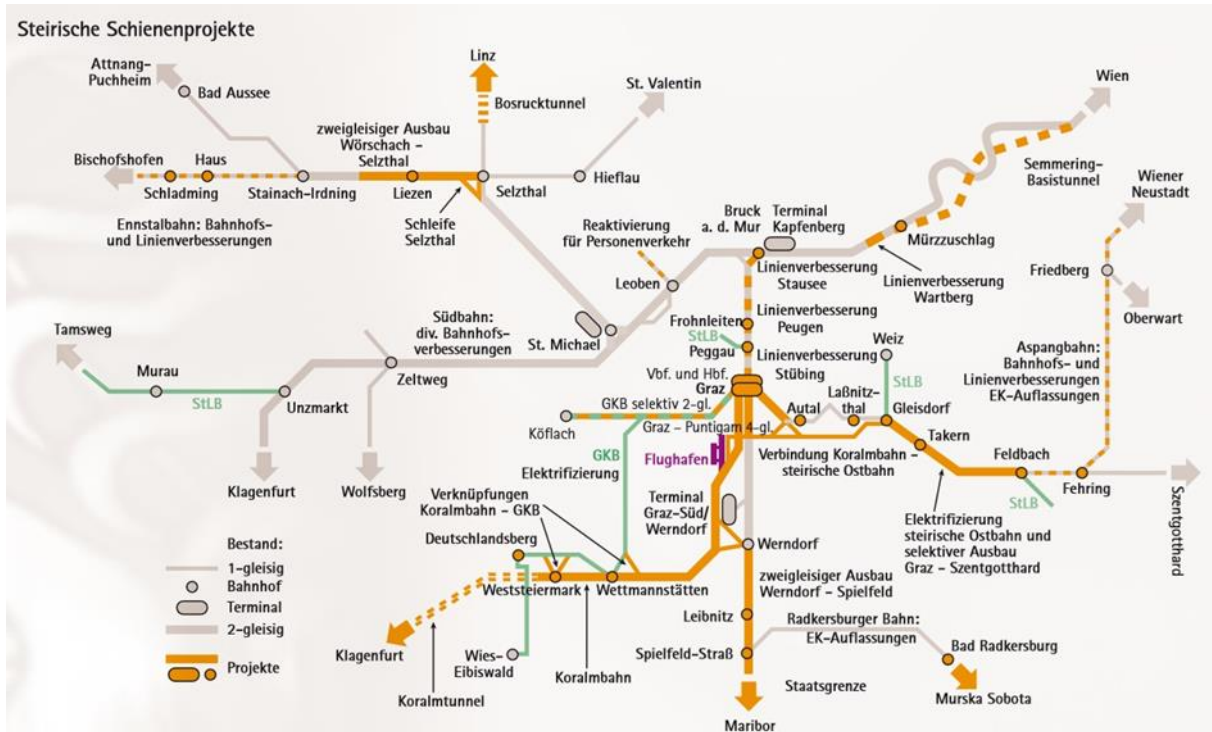 Steirische Schienenprojekte
Attnang-
Puchheim
Bad Aussee
Linz
Bosrucktunnel
St. Valentin
Wien
zweigleisiger Ausbau
Wörschach –
Selzthal
Bischofshofen
Haus
Schladming
Stainach-Irdning
Liezen
Selzthal
Hieflau
Semmering-
Basistunnel
Wiener
Neustadt
Ennstalbahn: Bahnhofs-
und Linienverbesserungen
Schleife
Selzthal
Reaktivierung
für Personenverkehr
Bruck
a. d. Mur
Terminal
Kapfenberg
Mürzzuschlag
Linienverbesserung
Wartberg
Linienverbesserung
Stausee
Leoben
Friedberg
Oberwart
Tamsweg
Südbahn:
div. Bahnhofs-
verbesserungen
St. Michael
Frohnleiten
Linienverbesserung
Peugen
StLB
Peggau
Linienverbesserung
Stübing
Weiz
StLB
Aspangbahn:
Bahnhofs- und
Linienverbesserungen
EK-Auflassungen
Murau
StLB
Unzmarkt
Zeltweg
Vbf. und Hbf.
Graz
GKB selektiv 2-gl.
Köflach
Graz – Puntigam 4-gl.
Autal
Laßnitz-
thal
Gleisdorf
Takern
Feldbach
StLB
Fehring
Szentgotthard
GKB
Elektrifizierung
Flughafen
Verbindung Koralmbahn –
steirische Ostbahn
Klagenfurt
Wolfsberg
Verknüpfungen
Koralmbahn – GKB
Terminal
Graz-Süd/
Werndorf
Elektrifizierung
steirische Ostbahn und
selektiver Ausbau
Graz – Szentgotthard
Deutschlandsberg
Werndorf
Weststeiermark
Wettmannstätten
zweigleisiger Ausbau
Werndorf – Spielfeld
Bestand:
1-gleisig
Bahnhof
Terminal
2-gleisig
Projekte
Klagenfurt
Koralmtunnel
Wies-
Eibiswald
Koralmbahn
Leibnitz
Spielfeld-Straß
Radkersburger Bahn:
EK-Auflassungen
Bad Radkersburg
Staatsgrenze
Maribor
Murska Sobota